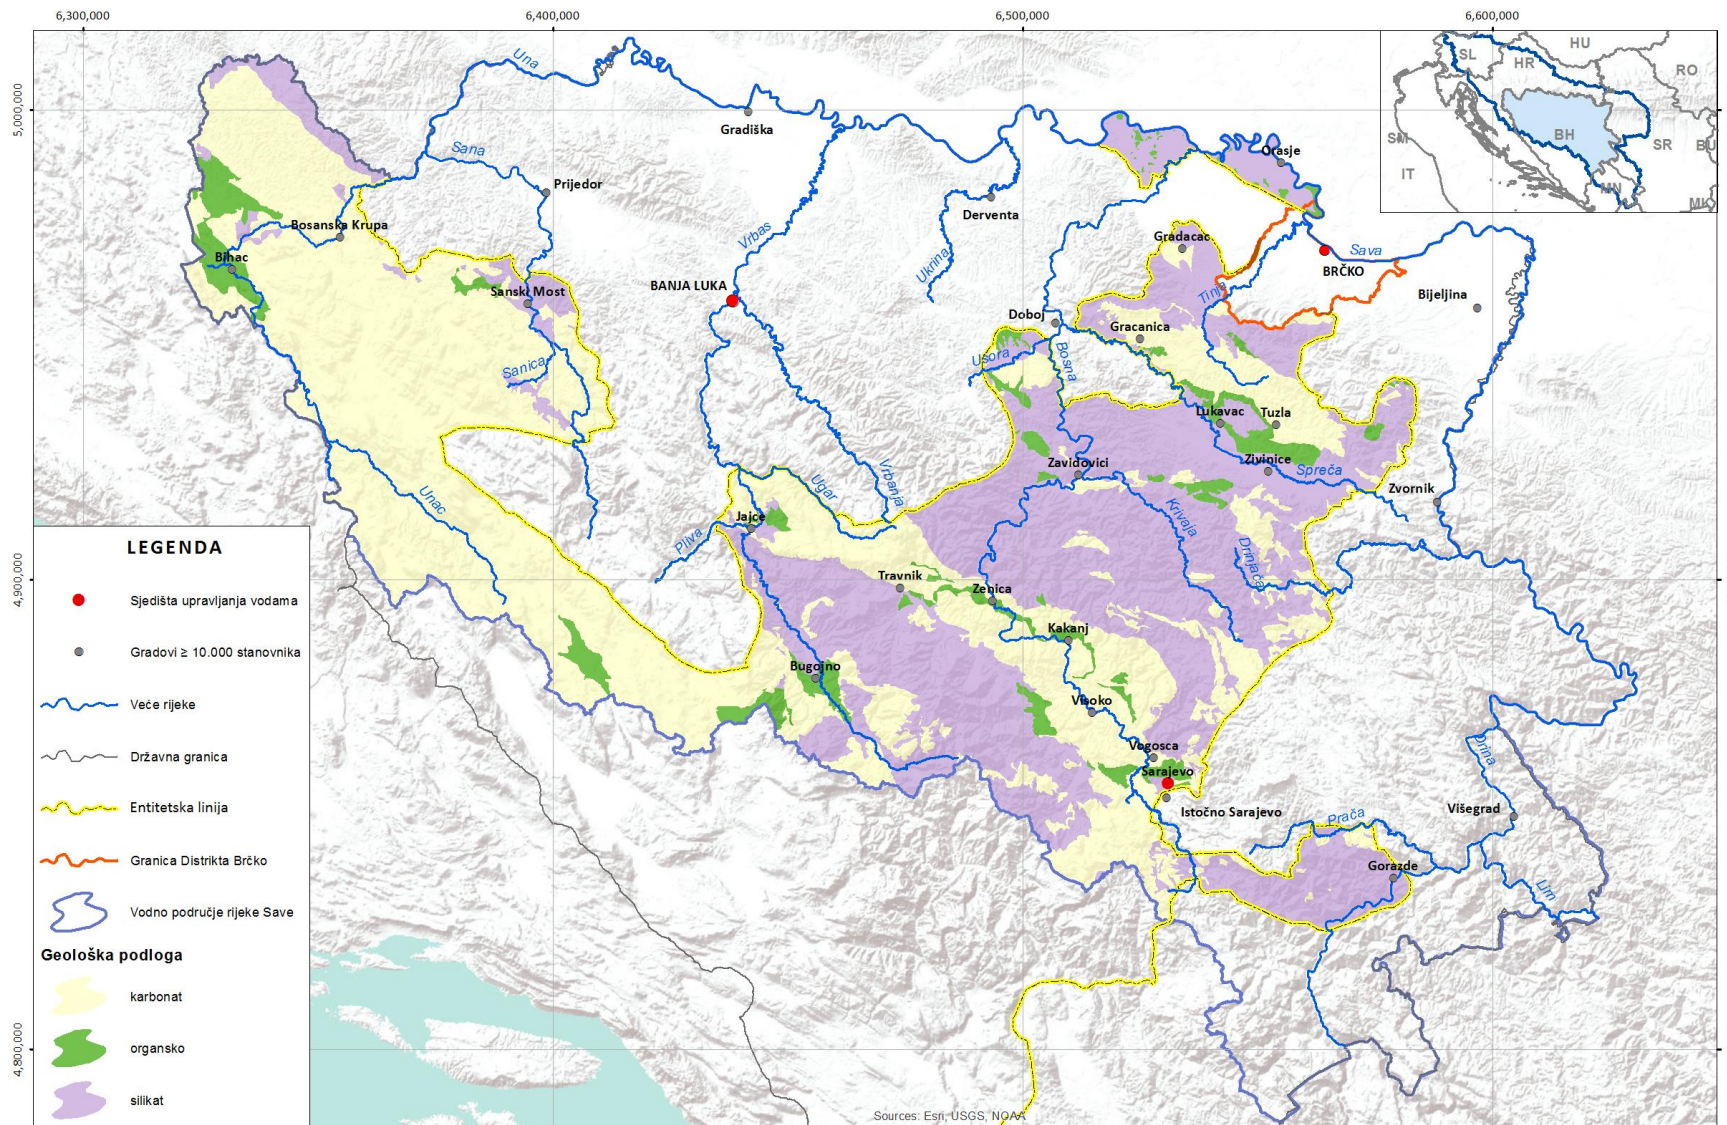 6,300,000
6,400,000
6,500,000
6,600,000
5,000,000
4,900,000
4,800,000
HU
SL
HR
RO
BH
SM
SR
BU
IT
MN
MK
Una
Gradiška
Sana
Prijedor
Orasje
Derventa
Bosanska Krupa
Vrbas
Gradacac
Bihac
Ukrina
Sava
BRČKO
BANJA LUKA
Sanski Most
Tinja
Bijeljina
Doboj
Gracanica
Usora
Bosna
Sanica
Lukavac
Tuzla
Zavidovici
Zivinice
Spreča
Unac
Ugar
Vrbanja
Zvornik
Jajce
Krivaja
Pliva
Drinjača
Travnik
Zenica
Kakanj
Bugojno
Visoko
Vogosca
Drina
Sarajevo
Istočno Sarajevo
Prača
Višegrad
Gorazde
Lim
LEGENDA
Sjedišta upravljanja vodama
Gradovi ≥ 10.000 stanovnika
Veće rijeke
Državna granica
Entitetska linija
Granica Distrikta Brčko
Vodno područje rijeke Save
Geološka podloga
karbonat
organsko
silikat
Sources: Esri, USGS, NOAA